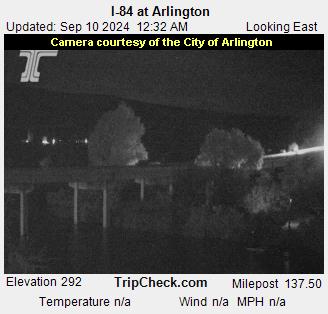 I-84 at Arlington
Updated: Sep 10 2024 12:32 AM Looking East
Camera courtesy of the City of Arlington
Elevation 292 TripCheck.com Milepost 137.50
Temperature n/a Wind n/a MPH n/a